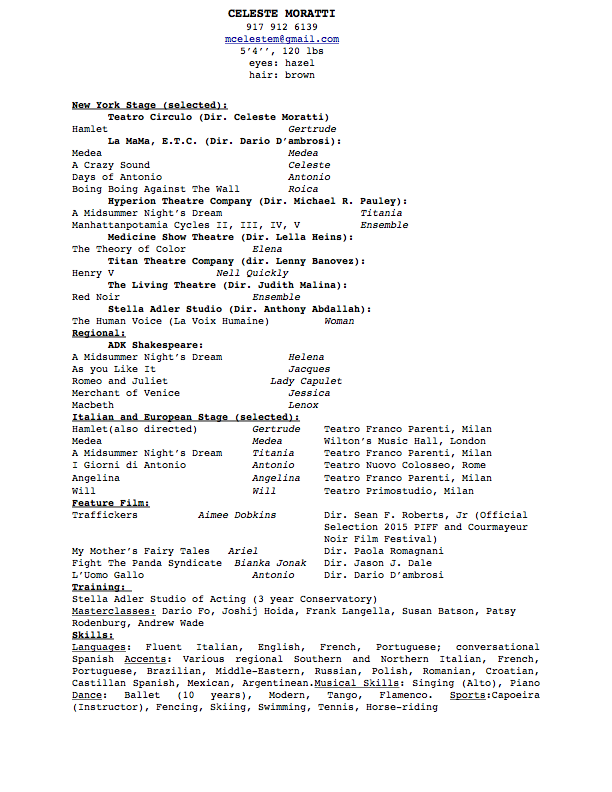 CELESTE MORATTI
917 912 6139
mcelestem@gmail.com
5’4’’, 120 lbs
eyes: hazel
hair: brown
New York Stage (selected):
Teatro Circulo (Dir. Celeste Moratti)
Hamlet Gertrude
La MaMa, E.T.C. (Dir. Dario D’ambrosi):
Medea Medea
A Crazy Sound Celeste
Days of Antonio Antonio
Boing Boing Against The Wall Roica
Hyperion Theatre Company (Dir. Michael R. Pauley):
A Midsummer Night’s Dream Titania
Manhattanpotamia Cycles II, III, IV, V Ensemble
Medicine Show Theatre (Dir. Lella Heins):
The Theory of Color Elena
Titan Theatre Company (dir. Lenny Banovez):
Henry V Nell Quickly
The Living Theatre (Dir. Judith Malina):
Red Noir Ensemble
Stella Adler Studio (Dir. Anthony Abdallah):
The Human Voice (La Voix Humaine) Woman
Regional:
ADK Shakespeare:
A Midsummer Night’s Dream Helena
As you Like It Jacques
Romeo and Juliet Lady Capulet
Merchant of Venice Jessica
Macbeth Lenox
Italian and European Stage (selected):
Hamlet(also directed) Gertrude Teatro Franco Parenti, Milan
Medea Medea Wilton’s Music Hall, London
A Midsummer Night’s Dream Titania Teatro Franco Parenti, Milan
I Giorni di Antonio Antonio Teatro Nuovo Colosseo, Rome
Angelina Angelina Teatro Franco Parenti, Milan
Will Will Teatro Primostudio, Milan
Feature Film:
Traffickers Aimee Dobkins Dir. Sean F. Roberts, Jr (Official
Selection 2015 PIFF and Courmayeur
Noir Film Festival)
My Mother’s Fairy Tales Ariel Dir. Paola Romagnani
Fight The Panda Syndicate Bianka Jonak Dir. Jason J. Dale
L’Uomo Gallo Antonio Dir. Dario D’ambrosi
Training:
Stella Adler Studio of Acting (3 year Conservatory)
Masterclasses: Dario Fo, Joshij Hoida, Frank Langella, Susan Batson, Patsy
Rodenburg, Andrew Wade
Skills:
Languages: Fluent Italian, English, French, Portuguese; conversational
Spanish Accents: Various regional Southern and Northern Italian, French,
Portuguese, Brazilian, Middle-Eastern, Russian, Polish, Romanian, Croatian,
Castillan Spanish, Mexican, Argentinean.Musical Skills: Singing (Alto), Piano
Dance: Ballet (10 years), Modern, Tango, Flamenco. Sports:Capoeira
(Instructor), Fencing, Skiing, Swimming, Tennis, Horse-riding